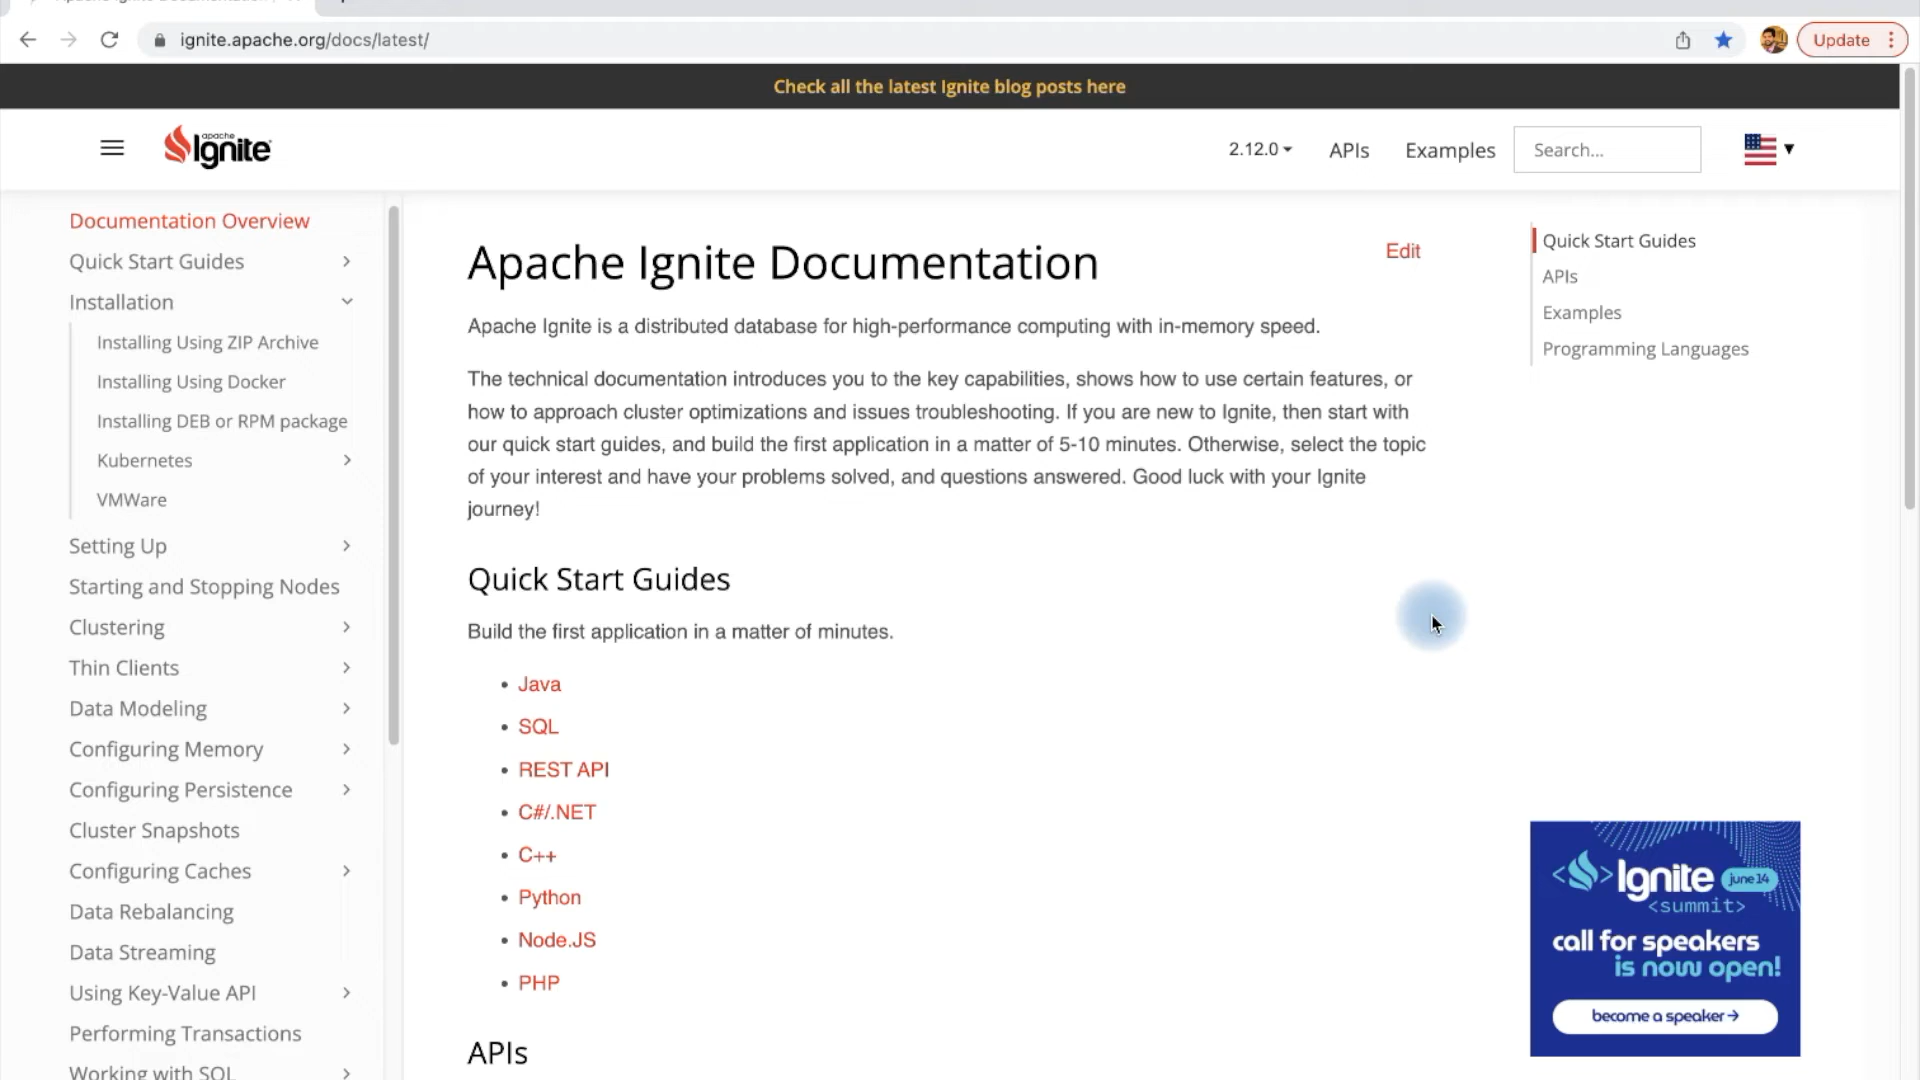 ignite.apache.org/docs/latest/
Update
Check all the latest Ignite blog posts here
apache
Ignite
2.12.0
APIs
Examples
Search...
Documentation Overview
Quick Start Guides
Installation
Installing Using ZIP Archive
Installing Using Docker
Installing DEB or RPM package
Kubernetes
VMWare
Setting Up
Starting and Stopping Nodes
Clustering
Thin Clients
Data Modeling
Configuring Memory
Configuring Persistence
Cluster Snapshots
Configuring Caches
Data Rebalancing
Data Streaming
Using Key-Value API
Performing Transactions
Working with SQL
Apache Ignite Documentation
Edit
Apache Ignite is a distributed database for high-performance computing with in-memory speed.
The technical documentation introduces you to the key capabilities, shows how to use certain features, or
how to approach cluster optimizations and issues troubleshooting. If you are new to Ignite, then start with
our quick start guides, and build the first application in a matter of 5-10 minutes. Otherwise, select the topic
of your interest and have your problems solved, and questions answered. Good luck with your Ignite
journey!
Quick Start Guides
Build the first application in a matter of minutes.
• Java
• SQL
• REST API
• C#/.NET
• C++
• Python
• Node.JS
• PHP
APIs
Quick Start Guides
APIs
Examples
Programming Languages
Ignite june 14
<summit>
call for speakers
is now open!
become a speaker→